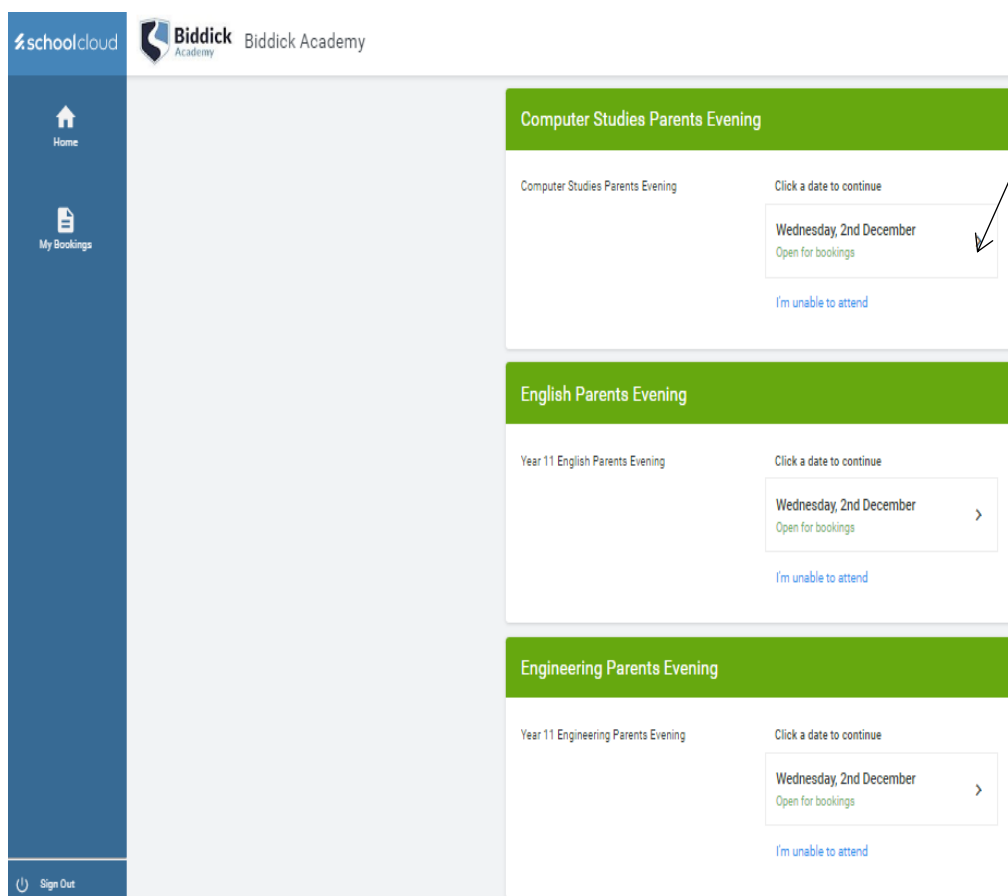 schoolcloud
Biddick
Academy
Biddick Academy
Home
My Bookings
Computer Studies Parents Evening
Computer Studies Parents Evening
Click a date to continue
Wednesday, 2nd December
Open for bookings
I'm unable to attend
English Parents Evening
Year 11 English Parents Evening
Click a date to continue
Wednesday, 2nd December
Open for bookings
I'm unable to attend
Engineering Parents Evening
Year 11 Engineering Parents Evening
Click a date to continue
Wednesday, 2nd December
Open for bookings
I'm unable to attend
Sign Out